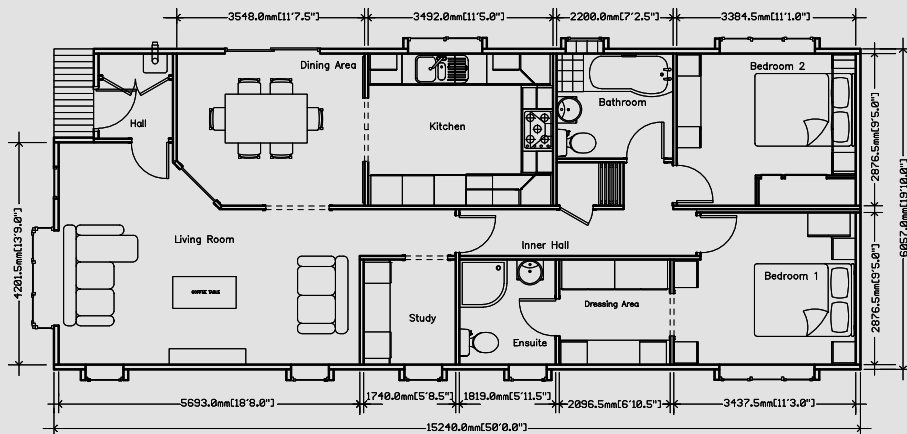 3548.0mm[11'7.5"]
3492.0mm[11'5.0"]
2200.0mm[7'2.5"]
3384.5mm[11'1.0"]
Dining Area
Bedroom 2
Bathroom
Hall
Kitchen
2876.5mm[9'5.0"]
6057.0mm[19'10.0"]
4201.5mm[13'9.0"]
Living Room
Inner Hall
Bedroom 1
COFFEE TABLE
Dressing Area
Study
Ensuite
2876.5mm[9'5.0"]
5693.0mm[18'8.0"]
1740.0mm[5'8.5"]
1819.0mm[5'11.5"]
2096.5mm[6'10.5"]
3437.5mm[11'3.0"]
15240.0mm[50'0.0"]